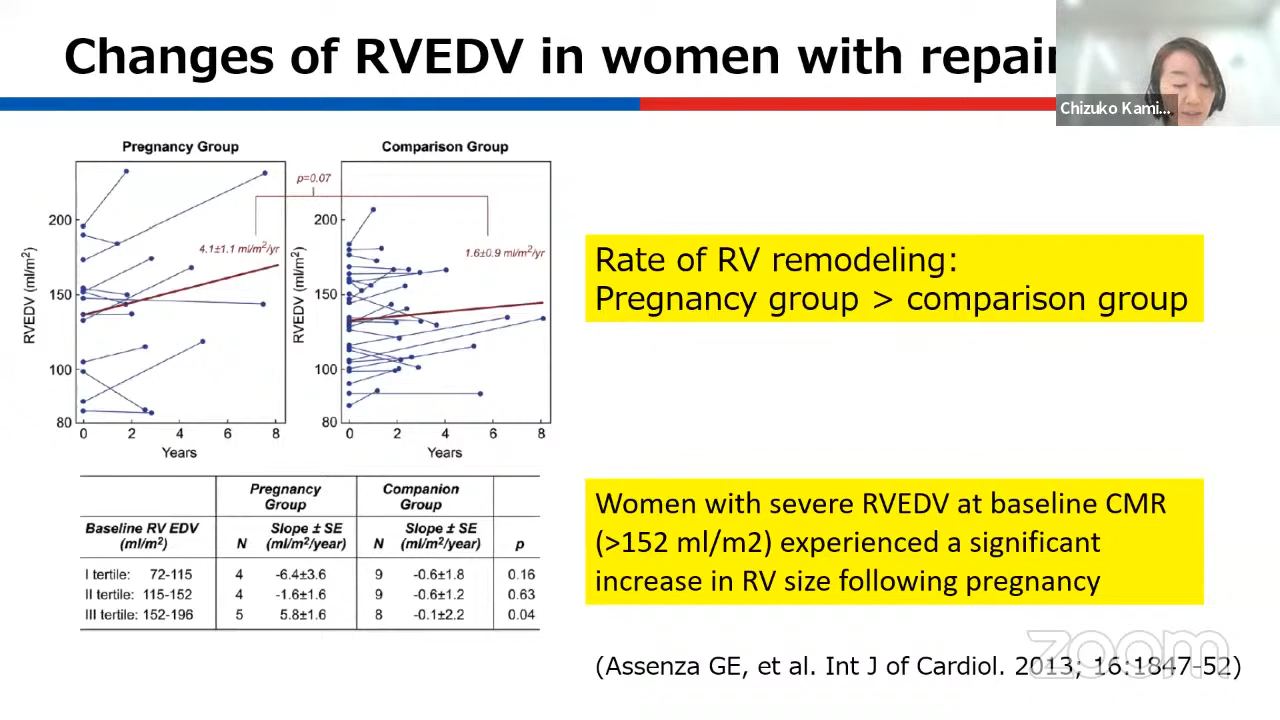 Changes of RVEDV in women with repai
Chizuko Kami...
Pregnancy Group
Comparison Group
p=0.07
4.1±1.1 ml/m²/yr
1.6±0.9 ml/m²/yr
RVEDV (ml/m²)
200
150
100
80
0 2 4 6 8
Years
RVEDV (ml/m²)
200
150
100
80
0 2 4 6 8
Years
Rate of RV remodeling:
Pregnancy group > comparison group
Pregnancy Group
Companion Group
Baseline RV EDV (ml/m²)
N
Slope ± SE (ml/m²/year)
N
Slope ± SE (ml/m²/year)
p
I tertile: 72-115 4 -6.4±3.6 9 -0.6±1.8 0.16
II tertile: 115-152 4 -1.6±1.6 9 -0.6±1.2 0.63
III tertile: 152-196 5 5.8±1.6 8 -0.1±2.2 0.04
Women with severe RVEDV at baseline CMR
(>152 ml/m2) experienced a significant
increase in RV size following pregnancy
zoom
(Assenza GE, et al. Int J of Cardiol. 2013; 16:1847-52)